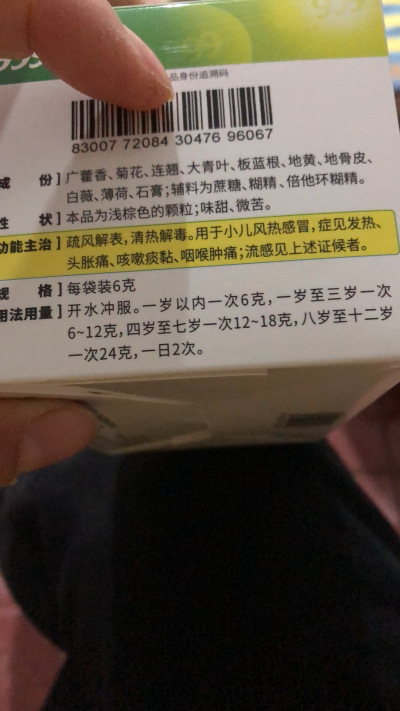 品身份追溯码
83007 72084 30476 96067
成 份]广藿香、菊花、连翘、大青叶、板蓝根、地黄、地骨皮、
白薇、薄荷、石膏;辅料为蔗糖、糊精、倍他环糊精。
性 状]本品为浅棕色的颗粒;味甜、微苦。
功能主治]疏风解表,清热解毒。用于小儿风热感冒,症见发热、
头胀痛、咳嗽痰黏、咽喉肿痛;流感见上述证候者。
规 格]每袋装6克
用法用量]开水冲服。一岁以内一次6克,一岁至三岁一次
6~12克,四岁至七岁一次12~18克,八岁至十二岁
一次24克,一日2次。